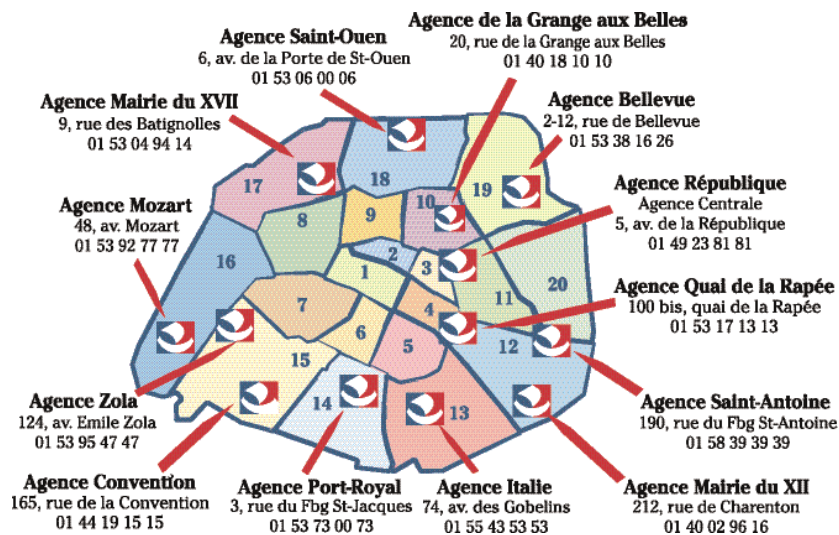 Agence Saint-Ouen
6, av. de la Porte de St-Ouen
01 53 06 00 06
Agence de la Grange aux Belles
20, rue de la Grange aux Belles
01 40 18 10 10
Agence Mairie du XVII
9, rue des Batignolles
01 53 04 94 14
Agence Bellevue
2-12, rue de Bellevue
01 53 38 16 26
Agence Mozart
48, av. Mozart
01 53 92 77 77
Agence République
Agence Centrale
5, av. de la République
01 49 23 81 81
Agence Quai de la Rapée
100 bis, quai de la Rapée
01 53 17 13 13
17
18
19
10
9
8
2
3
16
1
20
11
4
7
6
12
5
15
14
13
Agence Zola
124, av. Emile Zola
01 53 95 47 47
Agence Saint-Antoine
190, rue du Fbg St-Antoine
01 58 39 39 39
Agence Convention
165, rue de la Convention
01 44 19 15 15
Agence Port-Royal
3, rue du Fbg St-Jacques
01 53 73 00 73
Agence Italie
74, av. des Gobelins
01 55 43 53 53
Agence Mairie du XII
212, rue de Charenton
01 40 02 96 16